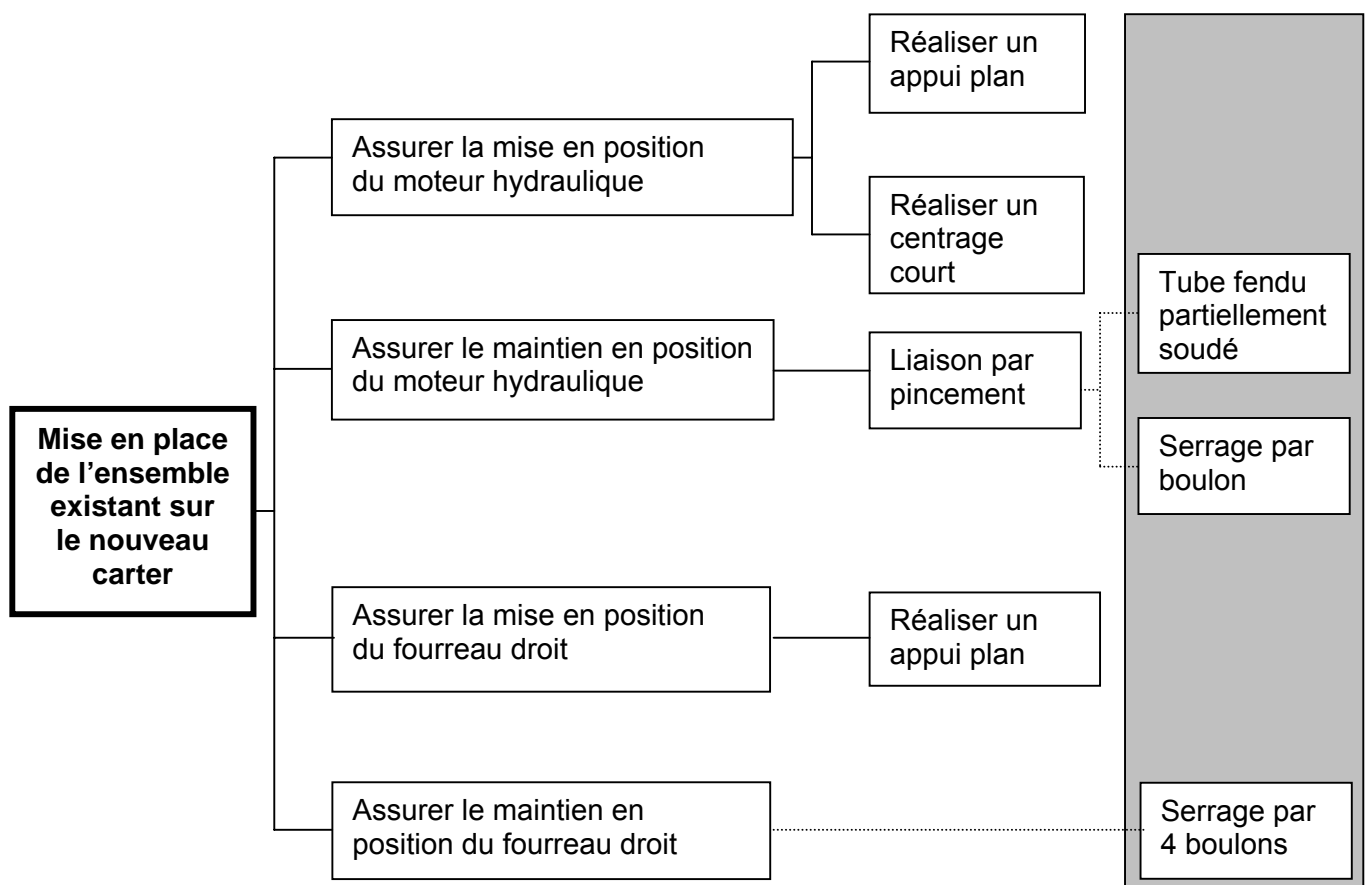 Réaliser un
appui plan
Assurer la mise en position
du moteur hydraulique
Réaliser un
centrage
court
Tube fendu
partiellement
soudé
Assurer le maintien en position
du moteur hydraulique
Liaison par
pincement
Mise en place
de l’ensemble
existant sur
le nouveau
carter
Serrage par
boulon
Assurer la mise en position
du fourreau droit
Réaliser un
appui plan
Assurer le maintien en
position du fourreau droit
Serrage par
4 boulons